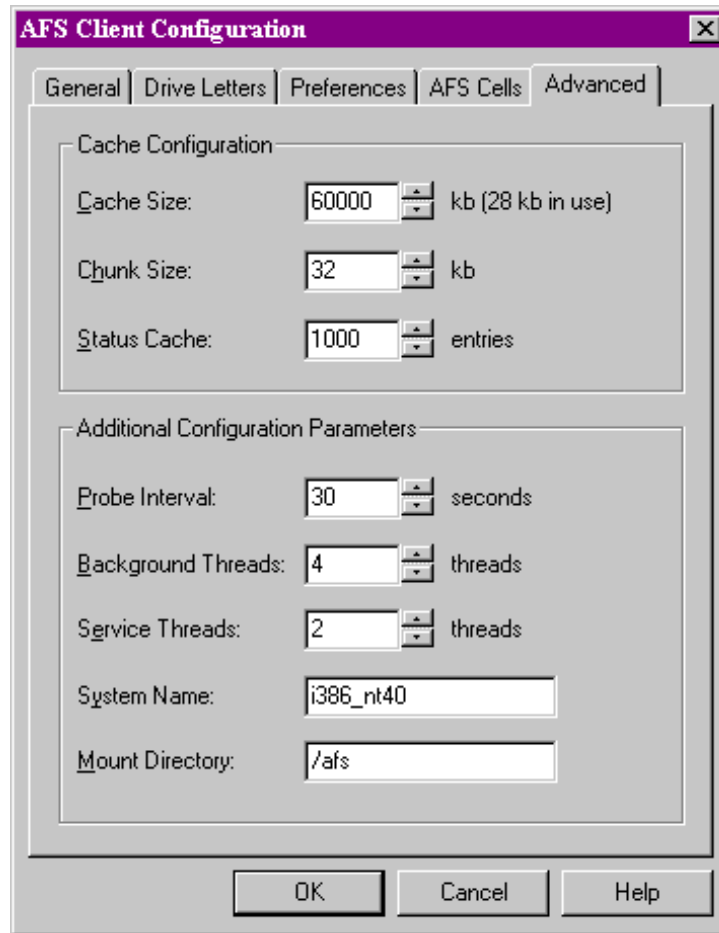 AFS Client Configuration
General Drive Letters Preferences AFS Cells Advanced
Cache Configuration
Cache Size: 60000 kb (28 kb in use)
Chunk Size: 32 kb
Status Cache: 1000 entries
Additional Configuration Parameters
Probe Interval: 30 seconds
Background Threads: 4 threads
Service Threads: 2 threads
System Name: i386_nt40
Mount Directory: /afs
OK Cancel Help